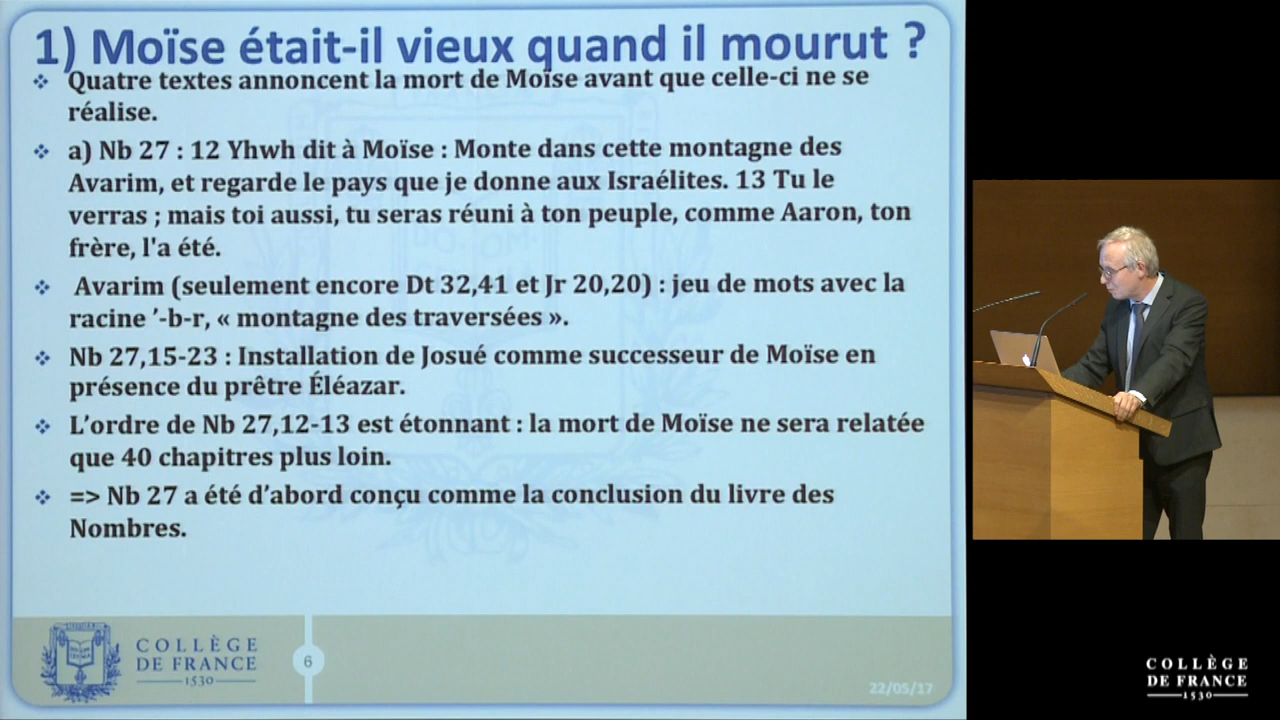 1) Moïse était-il vieux quand il mourut ?
❖ Quatre textes annoncent la mort de Moïse avant que celle-ci ne se
réalise.
❖ a) Nb 27 : 12 Yhwh dit à Moïse : Monte dans cette montagne des
Avarim, et regarde le pays que je donne aux Israélites. 13 Tu le
verras ; mais toi aussi, tu seras réuni à ton peuple, comme Aaron, ton
frère, l'a été.
❖ Avarim (seulement encore Dt 32,41 et Jr 20,20) : jeu de mots avec la
racine ’-b-r, « montagne des traversées ».
❖ Nb 27,15-23 : Installation de Josué comme successeur de Moïse en
présence du prêtre Éléazar.
❖ L’ordre de Nb 27,12-13 est étonnant : la mort de Moïse ne sera relatée
que 40 chapitres plus loin.
❖ => Nb 27 a été d’abord conçu comme la conclusion du livre des
Nombres.
COLLÈGE
DE FRANCE
1530
6
22/05/17
COLLÈGE
DE FRANCE
1530